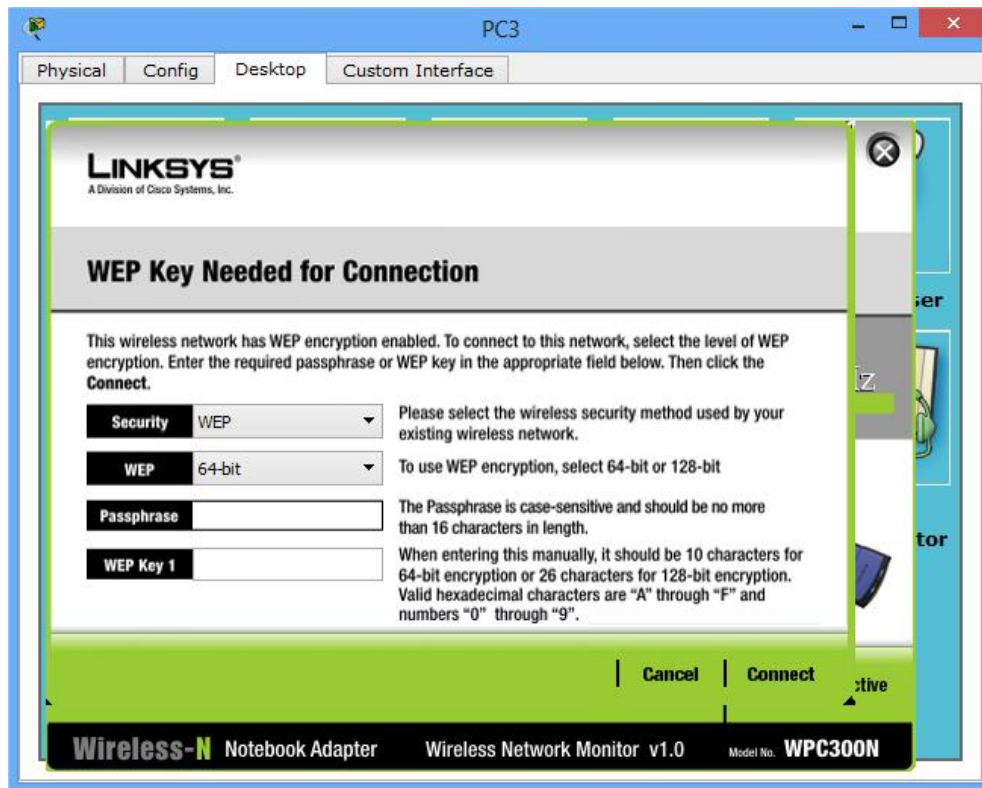 PC3
Physical Config Desktop Custom Interface
LINKSYS®
A Division of Cisco Systems, Inc.
WEP Key Needed for Connection
This wireless network has WEP encryption enabled. To connect to this network, select the level of WEP
encryption. Enter the required passphrase or WEP key in the appropriate field below. Then click the
Connect.
Security WEP Please select the wireless security method used by your
existing wireless network.
WEP 64-bit To use WEP encryption, select 64-bit or 128-bit
Passphrase The Passphrase is case-sensitive and should be no more
than 16 characters in length.
WEP Key 1 When entering this manually, it should be 10 characters for
64-bit encryption or 26 characters for 128-bit encryption.
Valid hexadecimal characters are “A” through “F” and
numbers “0” through “9”.
Cancel Connect
Wireless-N Notebook Adapter Wireless Network Monitor v1.0 Model No. WPC300N